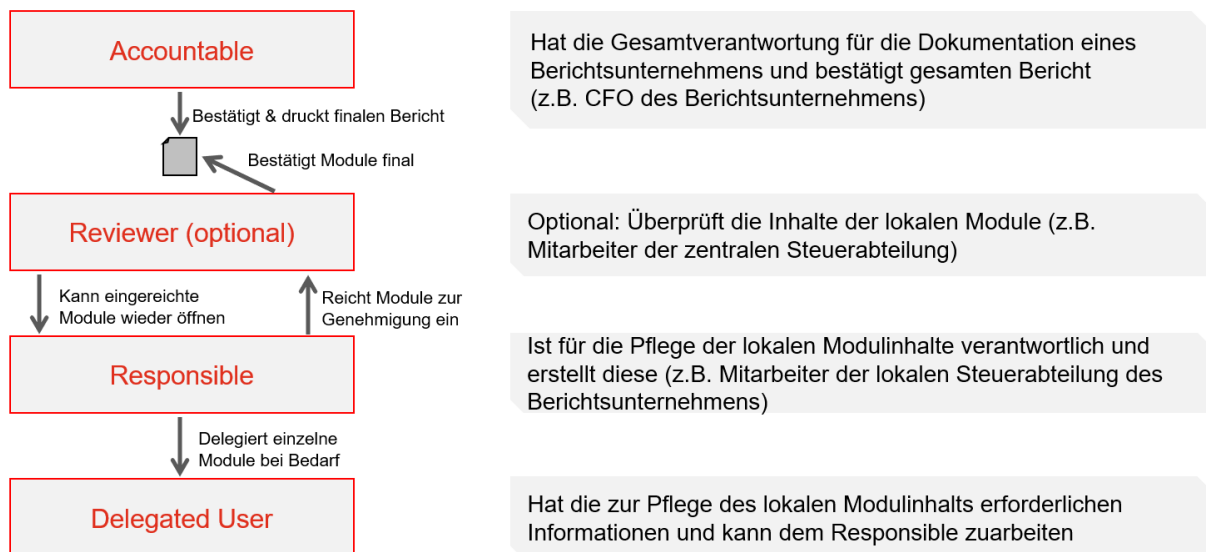 Accountable
Hat die Gesamtverantwortung für die Dokumentation eines
Berichtsunternehmens und bestätigt gesamten Bericht
(z.B. CFO des Berichtsunternehmens)
Bestätigt & druckt finalen Bericht
Bestätigt Module final
Reviewer (optional)
Optional: Überprüft die Inhalte der lokalen Module (z.B.
Mitarbeiter der zentralen Steuerabteilung)
Kann eingereichte
Module wieder öffnen
Reicht Module zur
Genehmigung ein
Responsible
Ist für die Pflege der lokalen Modulinhalte verantwortlich und
erstellt diese (z.B. Mitarbeiter der lokalen Steuerabteilung des
Berichtsunternehmens)
Delegiert einzelne
Module bei Bedarf
Delegated User
Hat die zur Pflege des lokalen Modulinhalts erforderlichen
Informationen und kann dem Responsible zuarbeiten